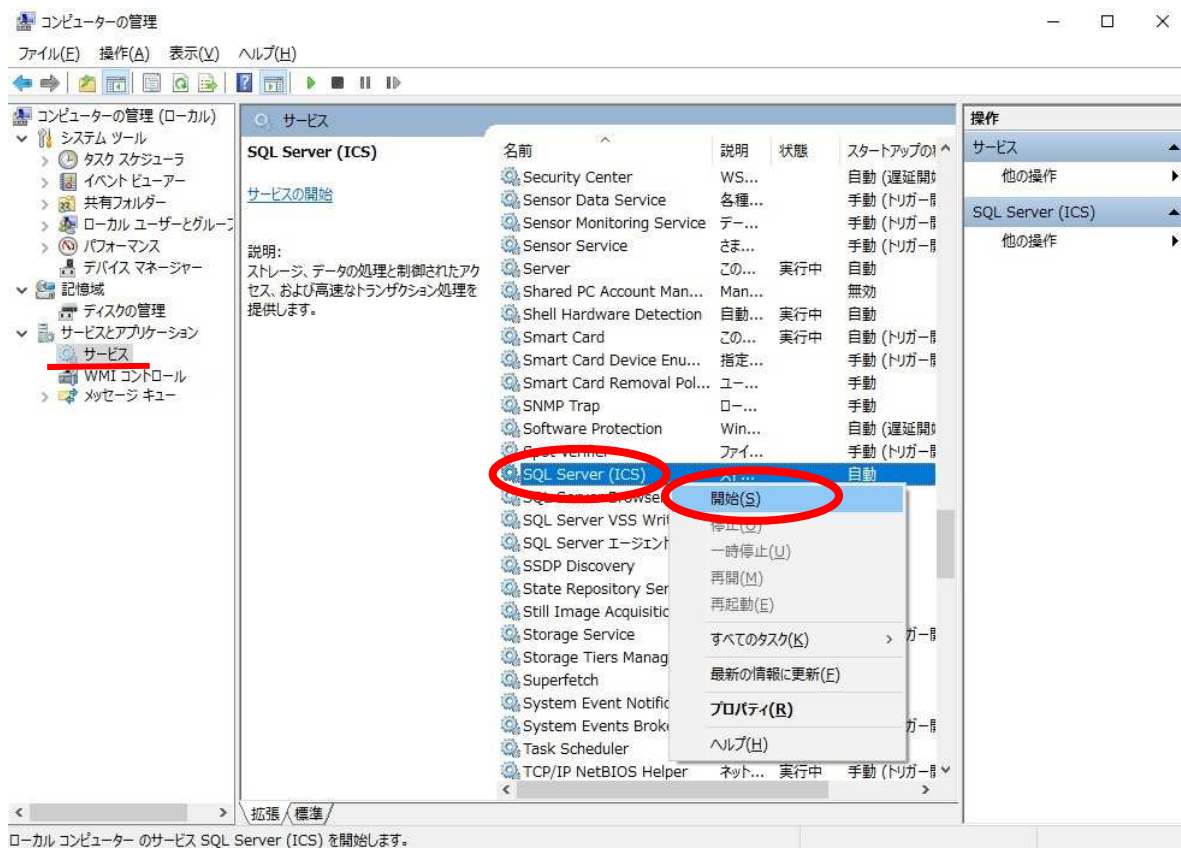 コンピューターの管理
ファイル(F) 操作(A) 表示(V) ヘルプ(H)
コンピューターの管理 (ローカル)
システム ツール
タスク スケジューラ
イベント ビューアー
共有フォルダー
ローカル ユーザーとグループ
パフォーマンス
デバイス マネージャー
記憶域
ディスクの管理
サービスとアプリケーション
サービス
WMI コントロール
メッセージ キュー
サービス
SQL Server (ICS)
サービスの開始
説明:
ストレージ、データの処理と制御されたアク
セス、および高速なトランザクション処理を
提供します。
名前 説明 状態 スタートアップの
Security Center WS... 自動 (遅延開
Sensor Data Service 各種... 手動 (トリガー
Sensor Monitoring Service デー... 手動 (トリガー
Sensor Service さま... 手動 (トリガー
Server この... 実行中 自動
Shared PC Account Man... Man... 無効
Shell Hardware Detection 自動... 実行中 自動
Smart Card この... 実行中 自動 (トリガー
Smart Card Device Enu... 指定... 手動 (トリガー
Smart Card Removal Pol... ユー... 手動
SNMP Trap ロー... 手動
Software Protection Win... 自動 (遅延開
Spot Verifier ファイ... 手動 (トリガー
SQL Server (ICS) 自動
SQL Server Browser
SQL Server VSS Writ
SQL Server エージェント
SSDP Discovery
State Repository Ser
Still Image Acquisitic
Storage Service ガー
Storage Tiers Manag
Superfetch
System Event Notific
System Events Broke ガー
Task Scheduler
TCP/IP NetBIOS Helper ネット... 実行中 手動 (トリガー
開始(S)
停止(O)
一時停止(U)
再開(M)
再起動(E)
すべてのタスク(K)
最新の情報に更新(F)
プロパティ(R)
ヘルプ(H)
拡張 標準
操作
サービス
他の操作
SQL Server (ICS)
他の操作
ローカル コンピューター のサービス SQL Server (ICS) を開始します。